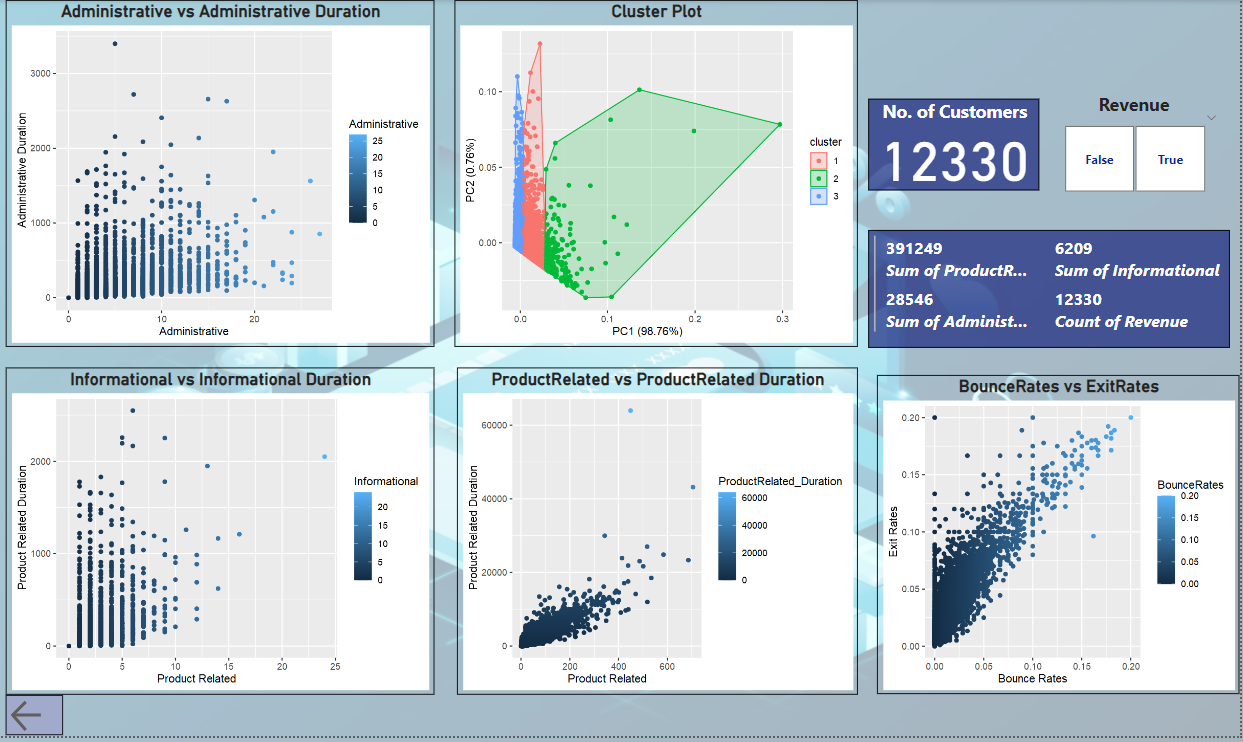 Administrative vs Administrative Duration
Administrative Duration
3000
2000
1000
0
0 10 20
Administrative
Administrative
25
20
15
10
5
0
Cluster Plot
PC2 (0.76%)
0.10
0.05
0.00
0.0 0.1 0.2 0.3
PC1 (98.76%)
cluster
1
2
3
No. of Customers
12330
Revenue
False True
391249 6209
Sum of ProductR... Sum of Informational
28546 12330
Sum of Administ... Count of Revenue
Informational vs Informational Duration
Product Related Duration
2000
1000
0
0 5 10 15 20 25
Product Related
Informational
20
15
10
5
0
ProductRelated vs ProductRelated Duration
Product Related Duration
60000
40000
20000
0
0 200 400 600
Product Related
ProductRelated_Duration
60000
40000
20000
0
BounceRates vs ExitRates
Exit Rates
0.20
0.15
0.10
0.05
0.00
0.00 0.05 0.10 0.15 0.20
Bounce Rates
BounceRates
0.20
0.15
0.10
0.05
0.00